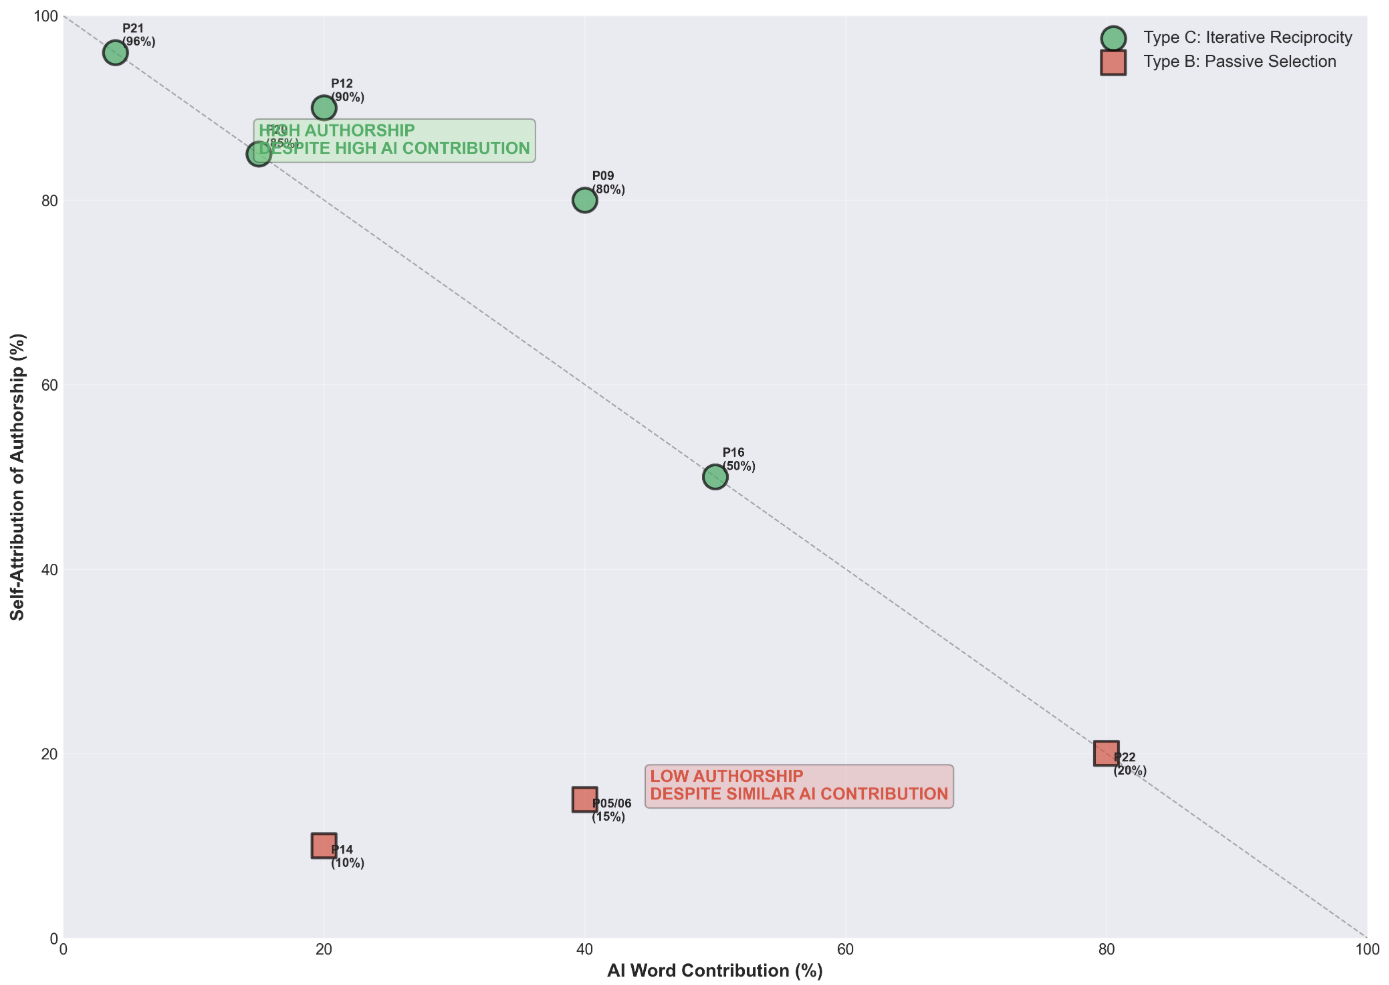 100
P21
(96%)
Type C: Iterative Reciprocity
Type B: Passive Selection
P12
(90%)
HIGH AUTHORSHIP
DESPITE HIGH AI CONTRIBUTION
(85%)
P09
(80%)
80
60
P16
(50%)
40
Self-Attribution of Authorship (%)
20
P22
(20%)
LOW AUTHORSHIP
DESPITE SIMILAR AI CONTRIBUTION
P05/06
(15%)
P14
(10%)
0
0 20 40 60 80 100
AI Word Contribution (%)